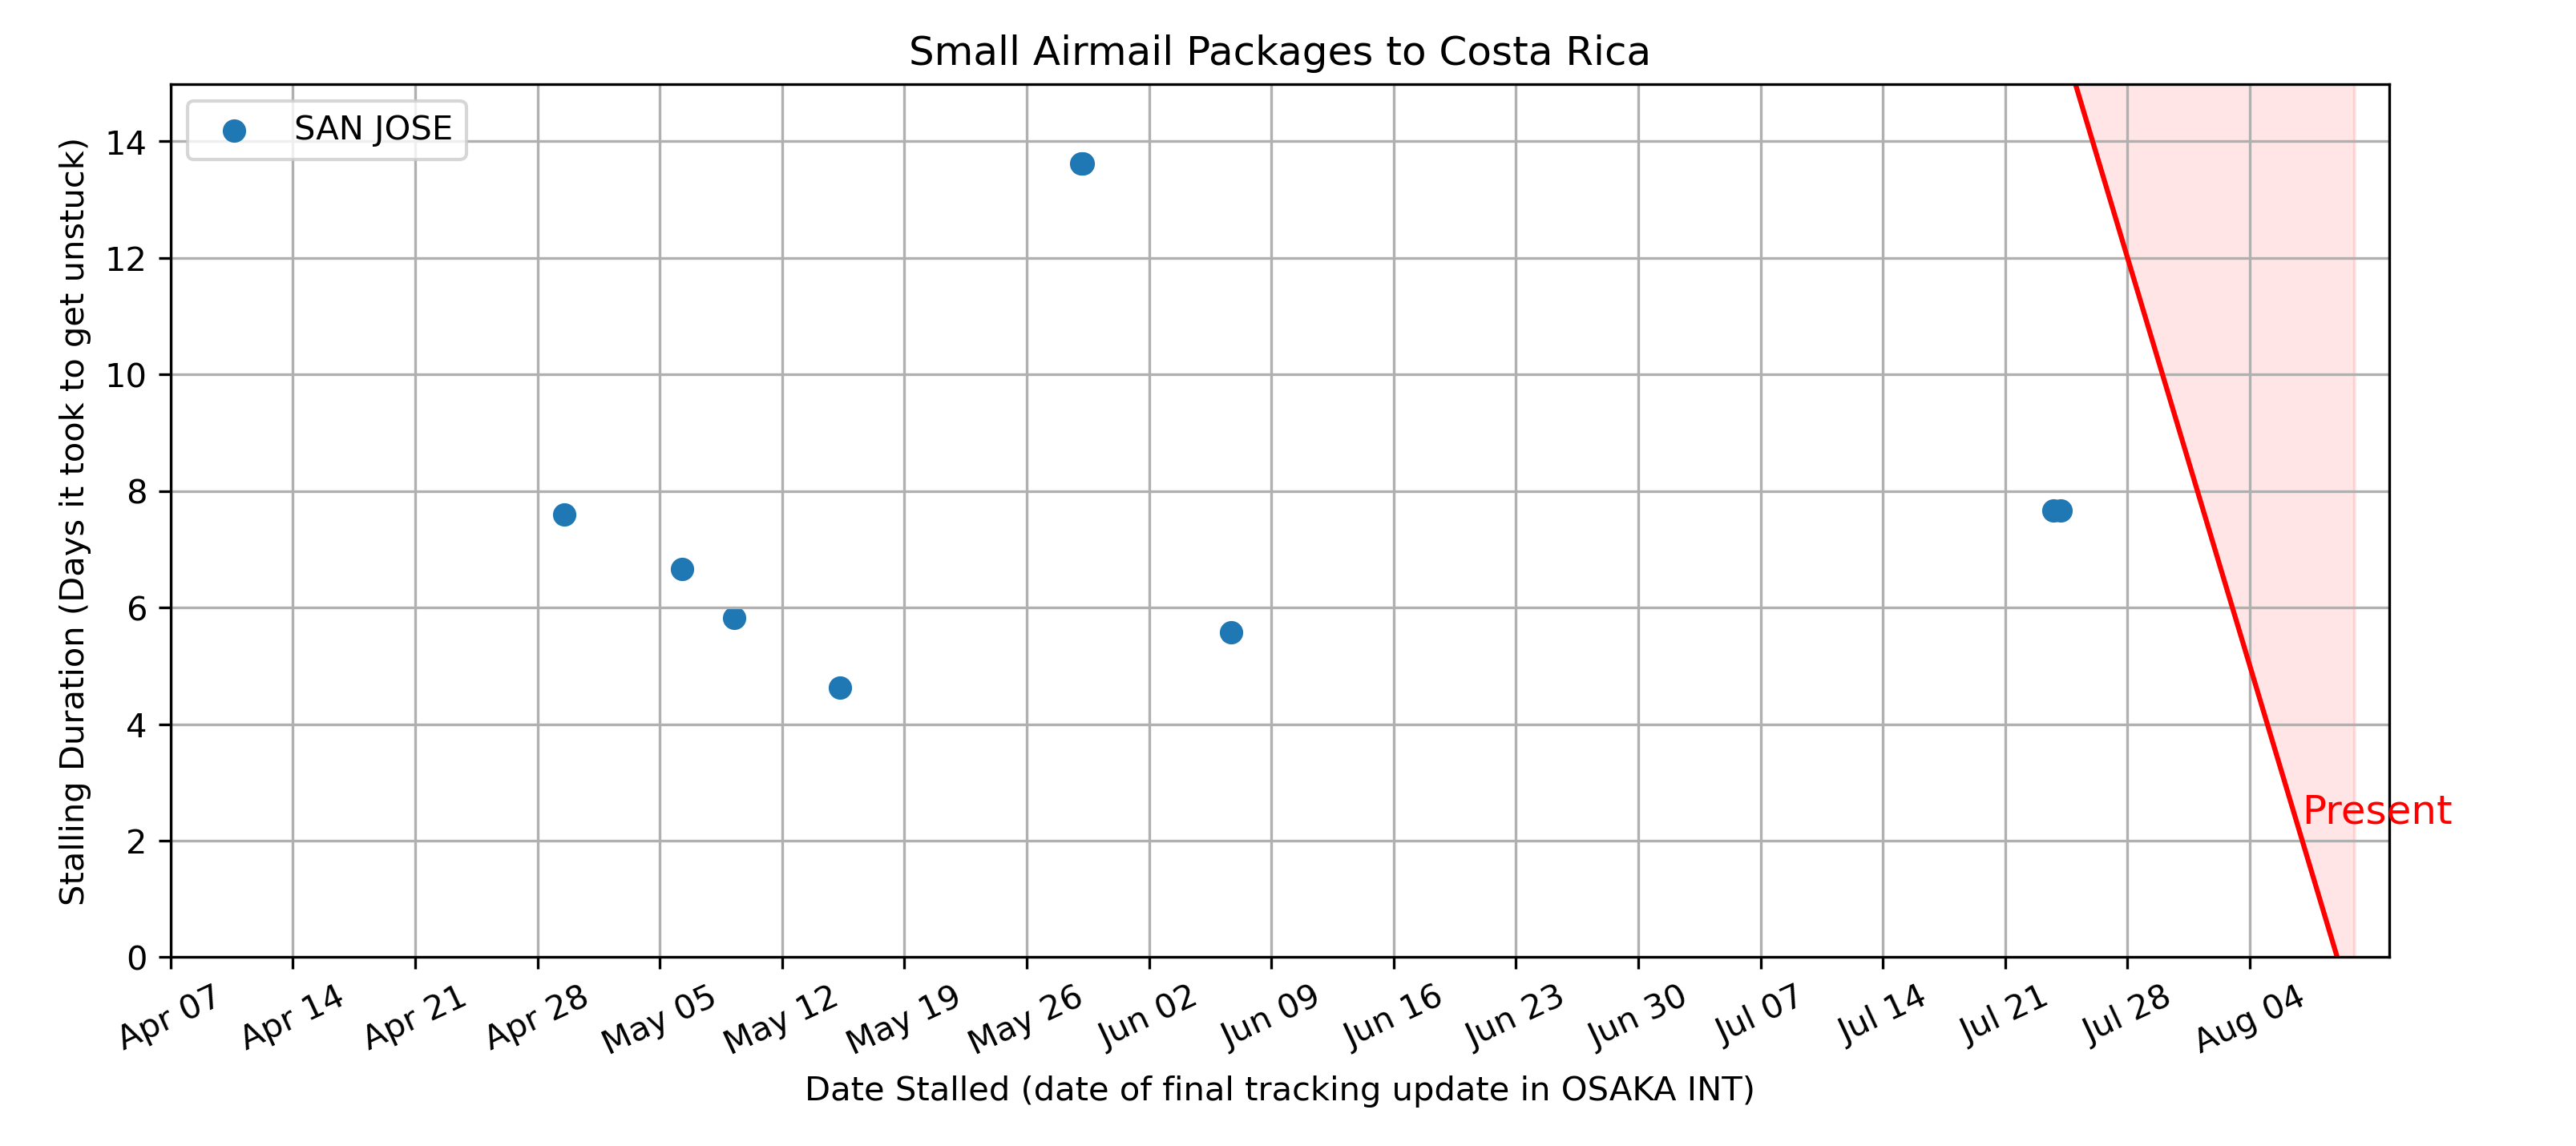 Small Airmail Packages to Costa Rica
SAN JOSE
Stalling Duration (Days it took to get unstuck)
14
12
10
8
6
4
2
0
Present
Apr 07
Apr 14
Apr 21
Apr 28
May 05
May 12
May 19
May 26
Jun 02
Jun 09
Jun 16
Jun 23
Jun 30
Jul 07
Jul 14
Jul 21
Jul 28
Aug 04
Date Stalled (date of final tracking update in OSAKA INT)